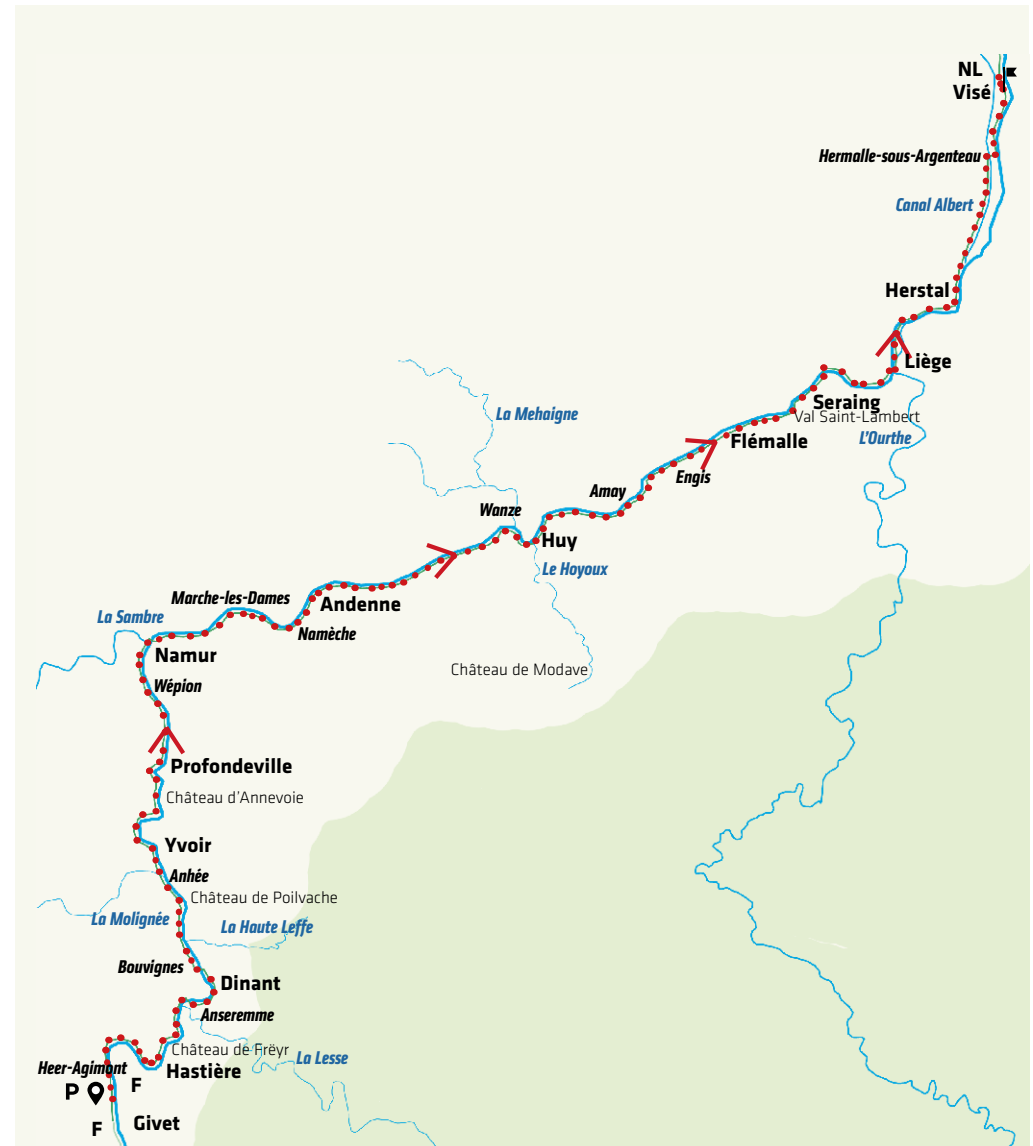 NL
Visé
Hermalle-sous-Argenteau
Canal Albert
Herstal
Liège
Seraing
Val Saint-Lambert
La Mehaigne
L'Ourthe
Flémalle
Engis
Amay
Wanze
Huy
Le Hoyoux
Marche-les-Dames
Andenne
La Sambre
Namèche
Namur
Château de Modave
Wépion
Profondeville
Château d'Annevoie
Yvoir
Anhée
Château de Poilvache
La Molignée
La Haute Leffe
Bouvignes
Dinant
Anseremme
Château de Frëyr
La Lesse
Heer-Agimont
Hastière
P
F
Givet
F